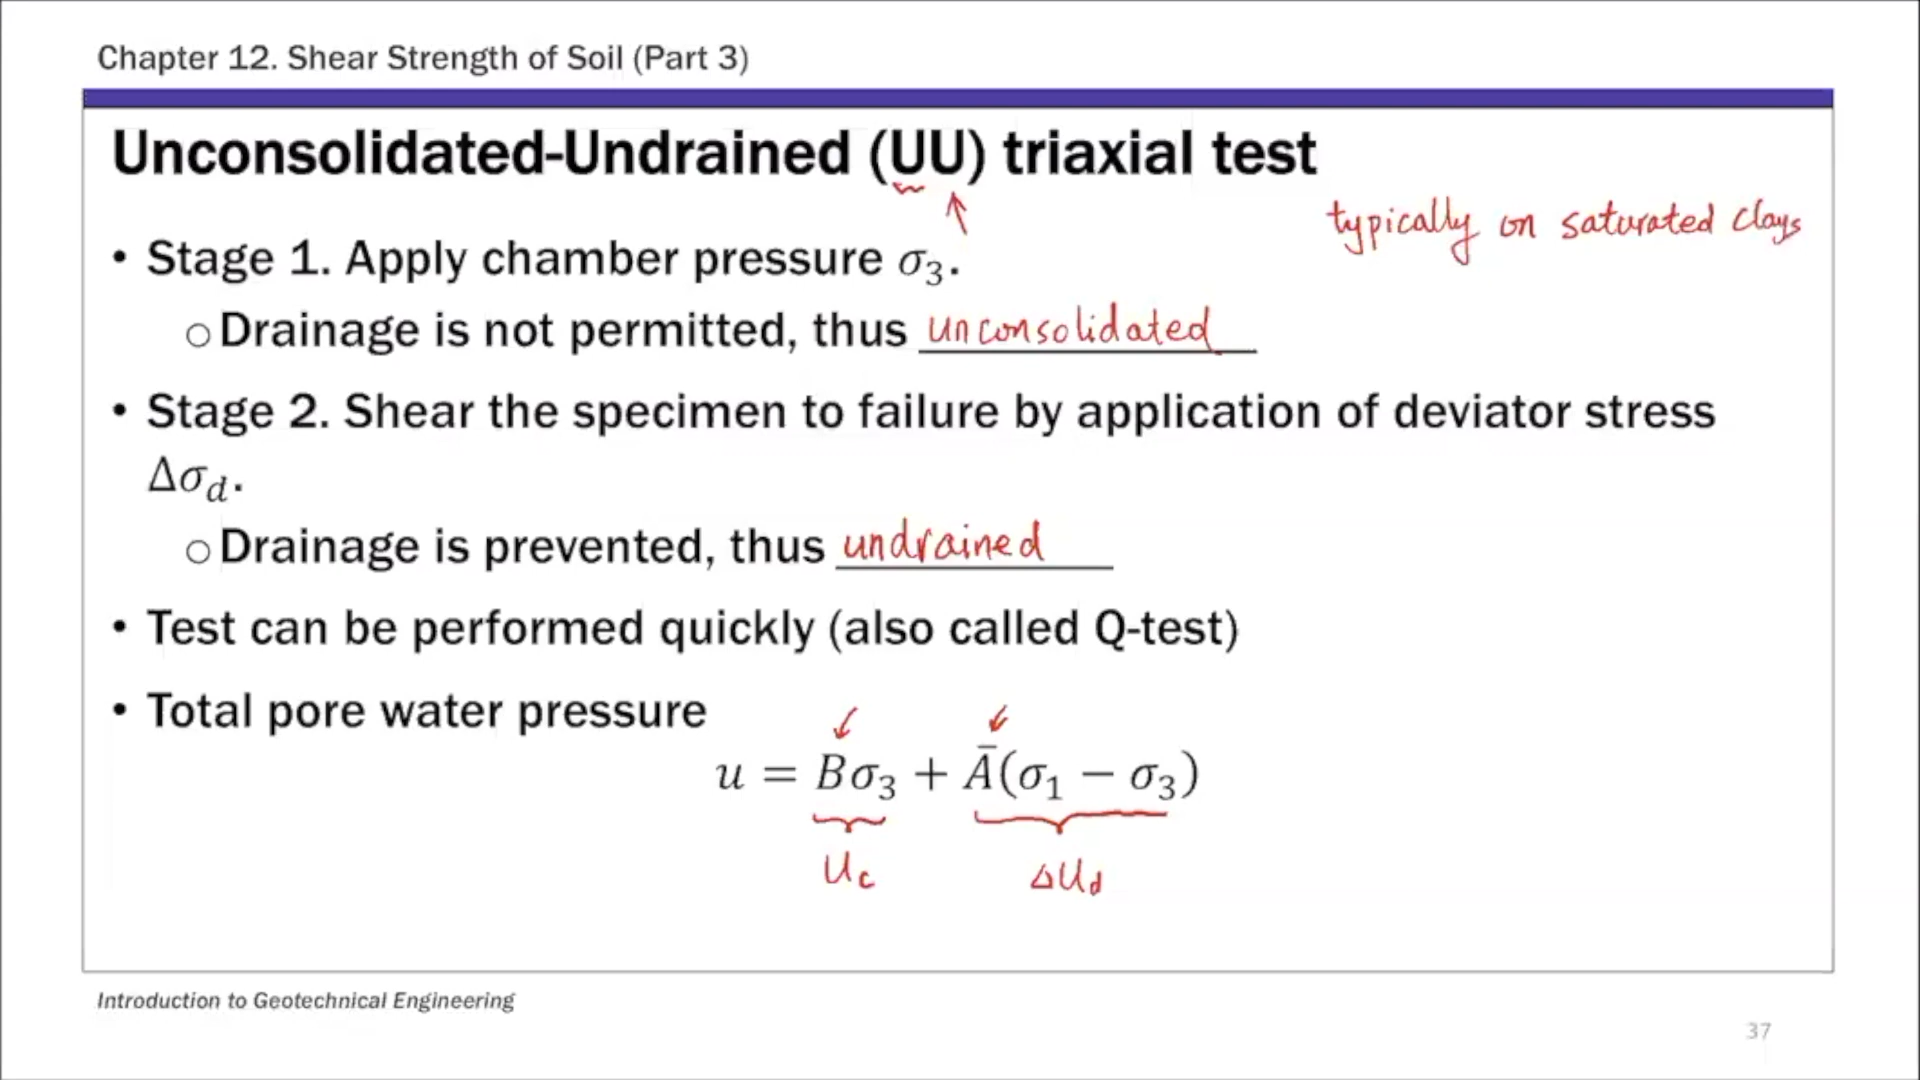 Chapter 12. Shear Strength of Soil (Part 3)
Unconsolidated-Undrained (UU) triaxial test
typically on saturated clays
• Stage 1. Apply chamber pressure σ₃.
○ Drainage is not permitted, thus unconsolidated
• Stage 2. Shear the specimen to failure by application of deviator stress
Δσ_d.
○ Drainage is prevented, thus undrained
• Test can be performed quickly (also called Q-test)
• Total pore water pressure
u = Bσ₃ + Ā(σ₁ − σ₃)
U_c ΔU_d
Introduction to Geotechnical Engineering
37